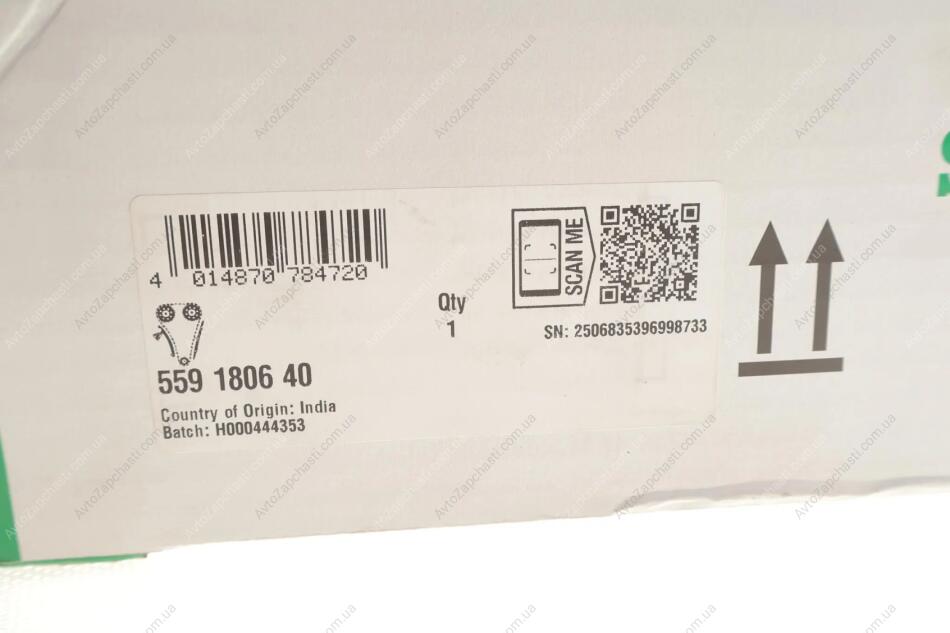 4 014870 784720
SCAN ME
Qty
1
SN: 2506835396998733
559 1806 40
Country of Origin: India
Batch: H000444353
AvtoZapchasti.com.ua